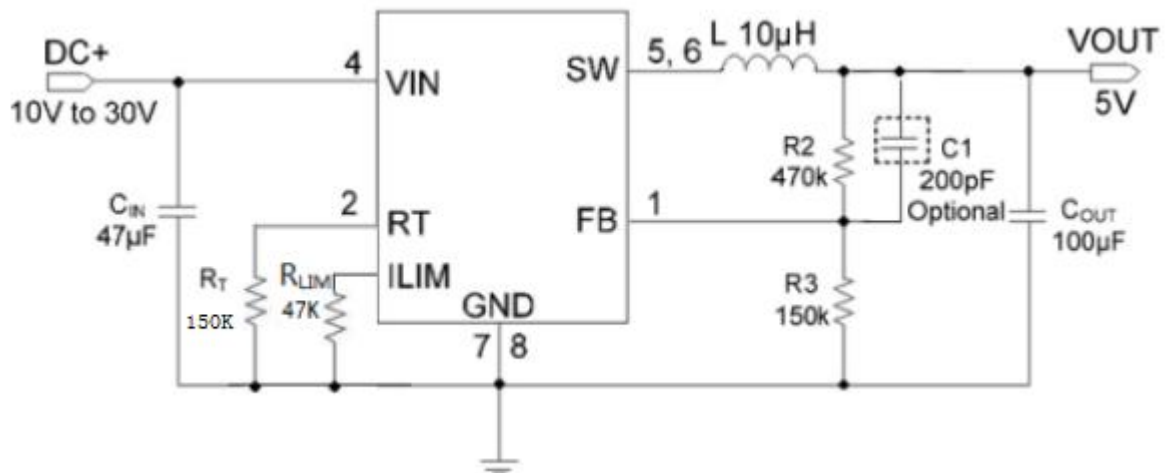 DC+
10V to 30V
4
VIN
SW
5, 6
L 10μH
VOUT
5V
CIN
47μF
2
RT
RT
150K
RLIM
47K
ILIM
GND
7
8
FB
1
R2
470k
C1
200pF
Optional
R3
150k
COUT
100μF